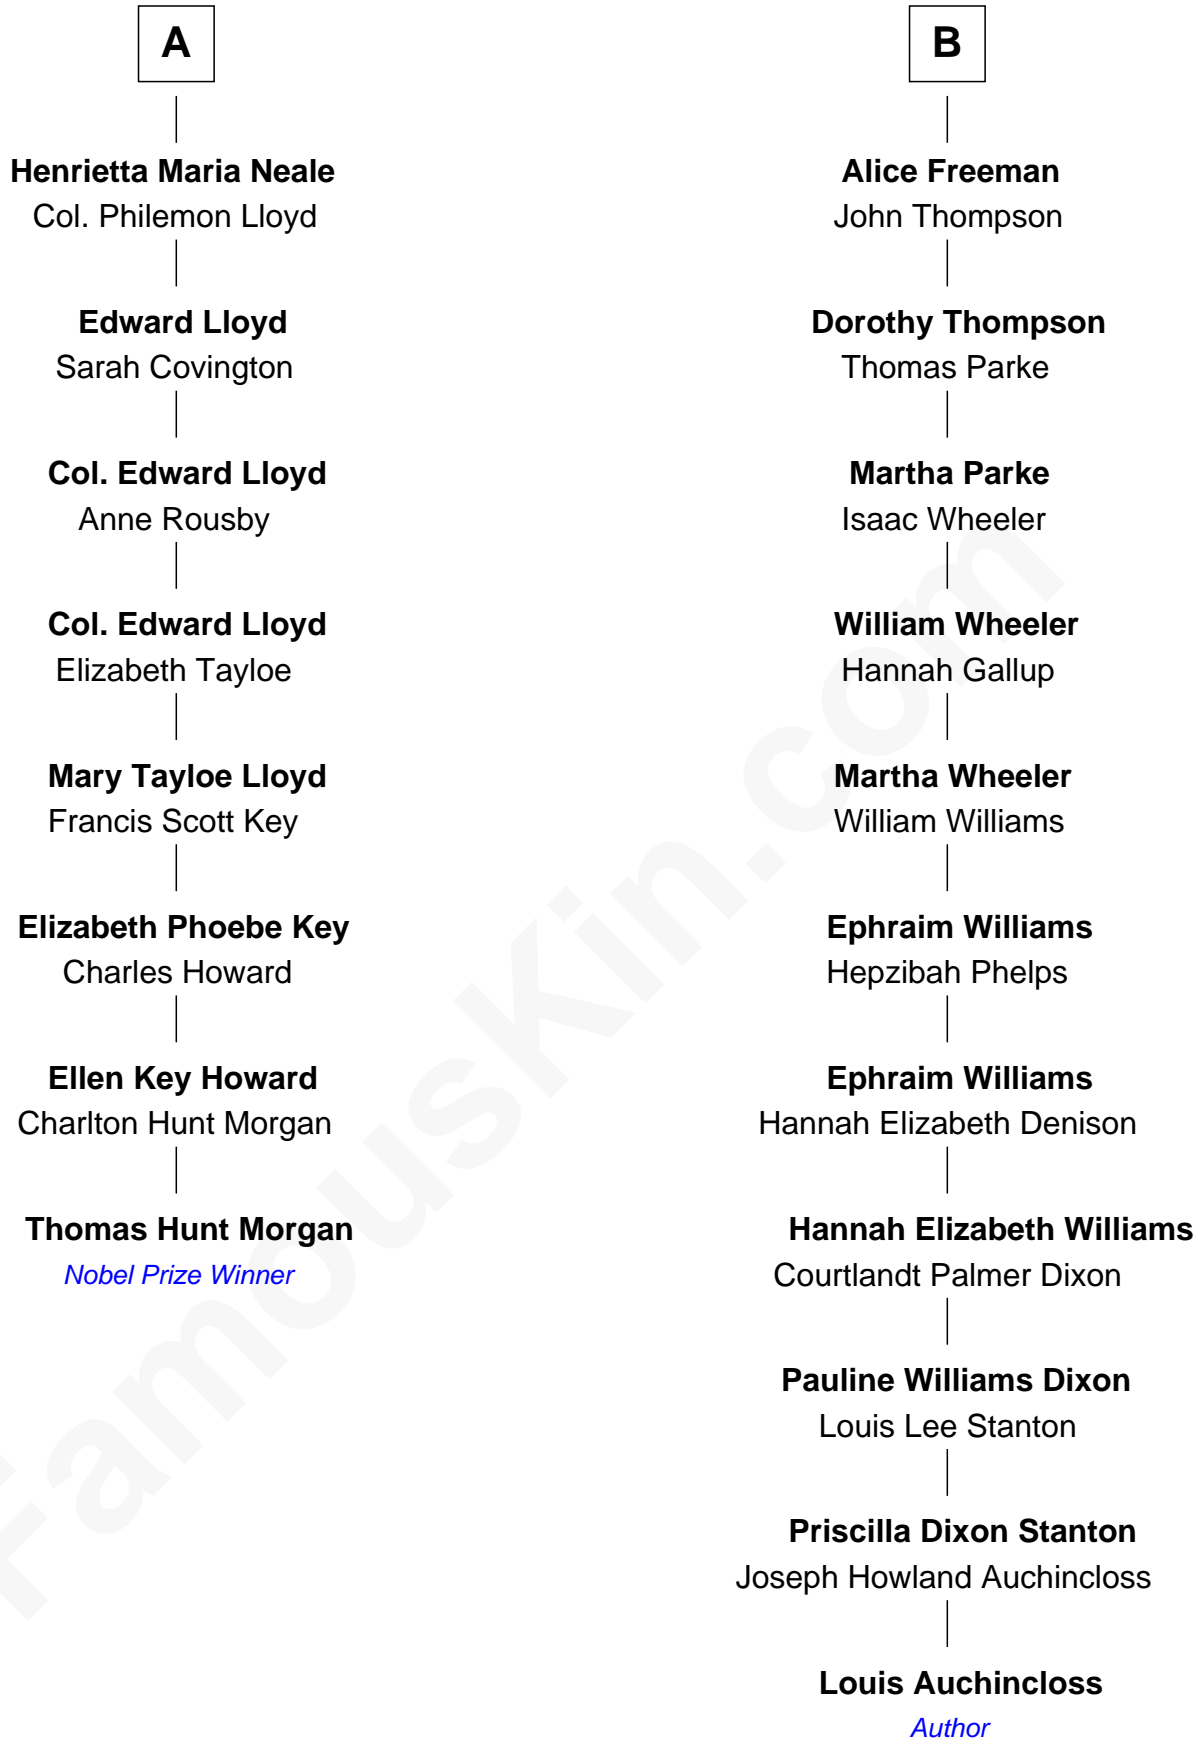 A
Henrietta Maria Neale
Col. Philemon Lloyd
Edward Lloyd
Sarah Covington
Col. Edward Lloyd
Anne Rousby
Col. Edward Lloyd
Elizabeth Tayloe
Mary Tayloe Lloyd
Francis Scott Key
Elizabeth Phoebe Key
Charles Howard
Ellen Key Howard
Charlton Hunt Morgan
Thomas Hunt Morgan
Nobel Prize Winner
B
Alice Freeman
John Thompson
Dorothy Thompson
Thomas Parke
Martha Parke
Isaac Wheeler
William Wheeler
Hannah Gallup
Martha Wheeler
William Williams
Ephraim Williams
Hepzibah Phelps
Ephraim Williams
Hannah Elizabeth Denison
Hannah Elizabeth Williams
Courtlandt Palmer Dixon
Pauline Williams Dixon
Louis Lee Stanton
Priscilla Dixon Stanton
Joseph Howland Auchincloss
Louis Auchincloss
Author
FamousKin.com